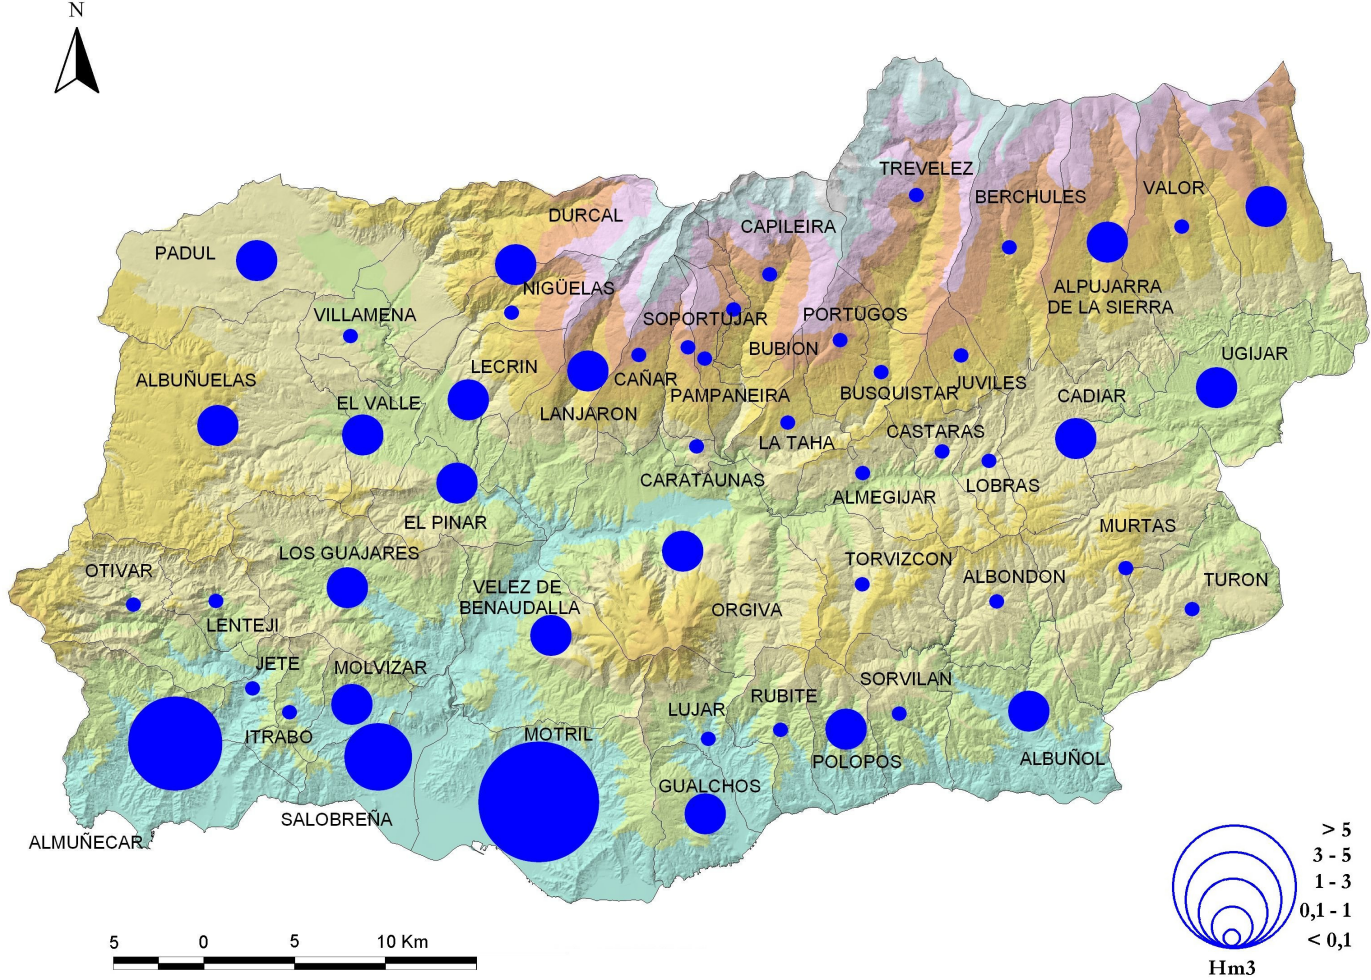 N
TREVELEZ
BERCHULES
VALOR
DURCAL
CAPILEIRA
PADUL
NIGÜELAS
ALPUJARRA
DE LA SIERRA
VILLAMENA
SOPORTUJAR
PORTUGOS
BUBION
UGIJAR
LECRIN
ALBUÑUELAS
CAÑAR
PAMPANEIRA
BUSQUISTAR
JUVILES
CADIAR
EL VALLE
LANJARON
LA TAHA
CASTARAS
CARATAUNAS
ALMEGIJAR
LOBRAS
EL PINAR
MURTAS
LOS GUAJARES
OTIVAR
TORVIZCON
ALBONDON
TURON
VELEZ DE
BENAUDALLA
ORGIVA
LENTEJI
JETE
MOLVIZAR
SORVILAN
RUBITE
LUJAR
ITRABO
MOTRIL
POLOPOS
ALBUÑOL
GUALCHOS
SALOBREÑA
ALMUÑECAR
> 5
3 - 5
1 - 3
0,1 - 1
< 0,1
Hm3
5 0 5 10 Km